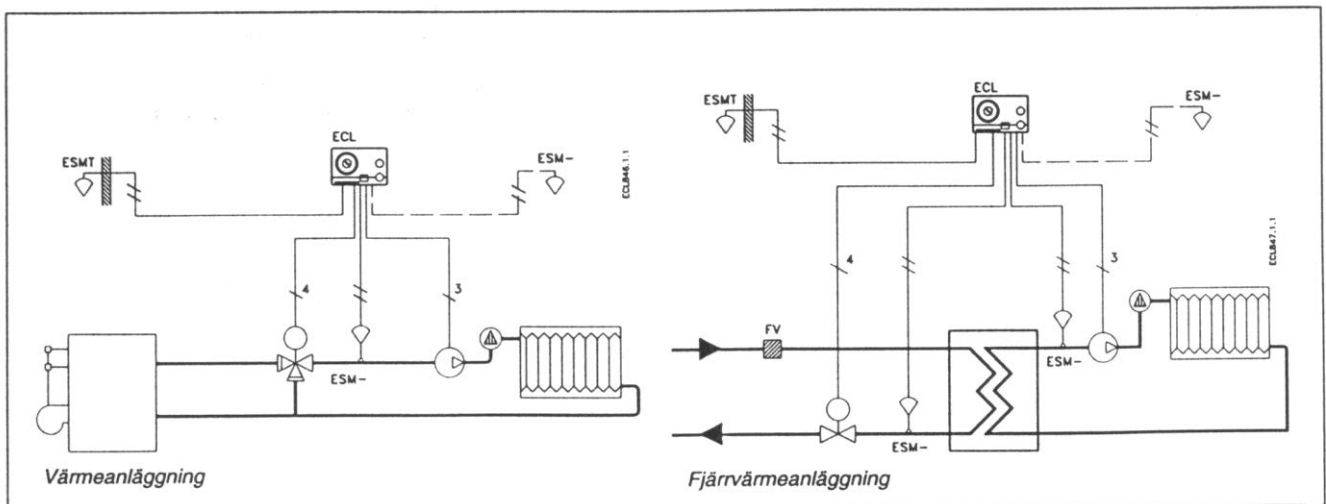 ESMT
ECL
ESM-
ECL846.1.1
4
3
ESM-
Värmeanläggning
ESMT
ECL
ESM-
ECL847.1.1
4
3
FV
ESM-
ESM-
Fjärrvärmeanläggning